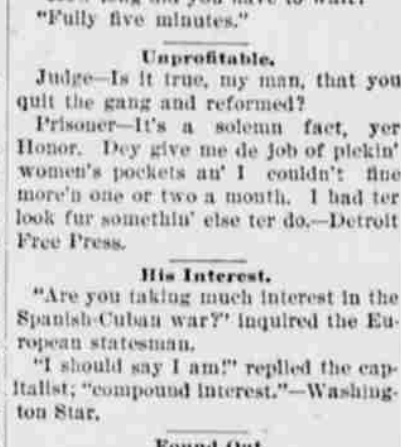 "Fully five minutes."
Unprofitable.
Judge—Is it true, my man, that you
quit the gang and reformed?
Prisoner—It's a solemn fact, yer
Honor. Dey give me de job of pickin'
women's pockets an' I couldn't fine
more'n one or two a month. I had ter
look fur somethin' else ter do.—Detroit
Free Press.
His Interest.
"Are you taking much interest in the
Spanish-Cuban war?" inquired the Eu-
ropean statesman.
"I should say I am!" replied the cap-
italist; "compound interest."—Washing-
ton Star.
Found Out.